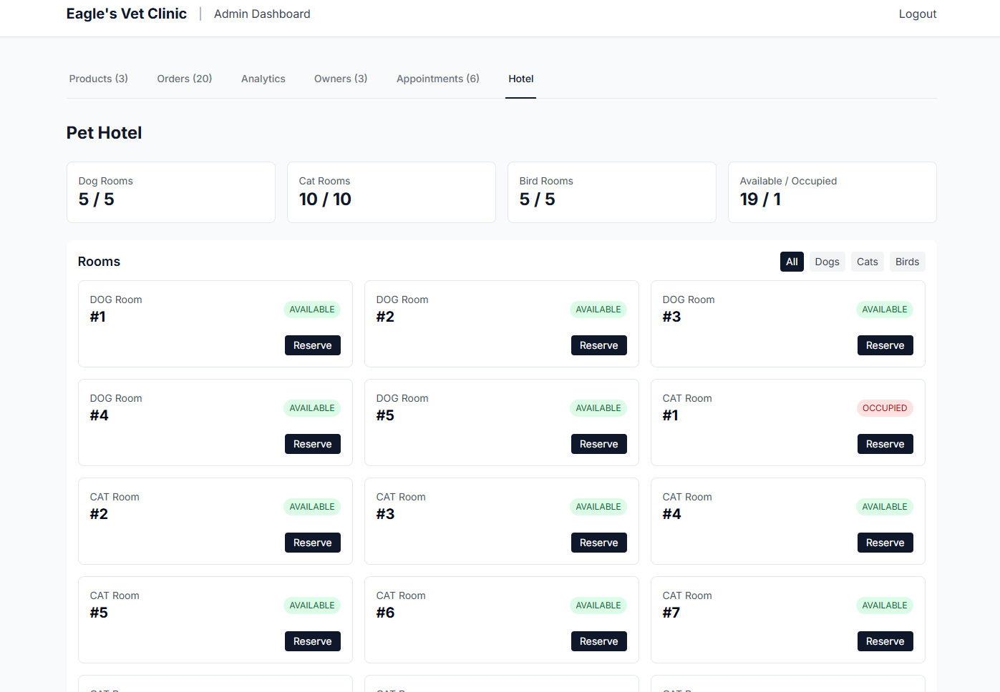 Eagle's Vet Clinic | Admin Dashboard Logout
Products (3) Orders (20) Analytics Owners (3) Appointments (6) Hotel
Pet Hotel
Dog Rooms Cat Rooms Bird Rooms Available / Occupied
5 / 5 10 / 10 5 / 5 19 / 1
Rooms All Dogs Cats Birds
DOG Room DOG Room DOG Room
AVAILABLE AVAILABLE AVAILABLE
#1 #2 #3
Reserve Reserve Reserve
DOG Room DOG Room CAT Room
AVAILABLE AVAILABLE OCCUPIED
#4 #5 #1
Reserve Reserve Reserve
CAT Room CAT Room CAT Room
AVAILABLE AVAILABLE AVAILABLE
#2 #3 #4
Reserve Reserve Reserve
CAT Room CAT Room CAT Room
AVAILABLE AVAILABLE AVAILABLE
#5 #6 #7
Reserve Reserve Reserve